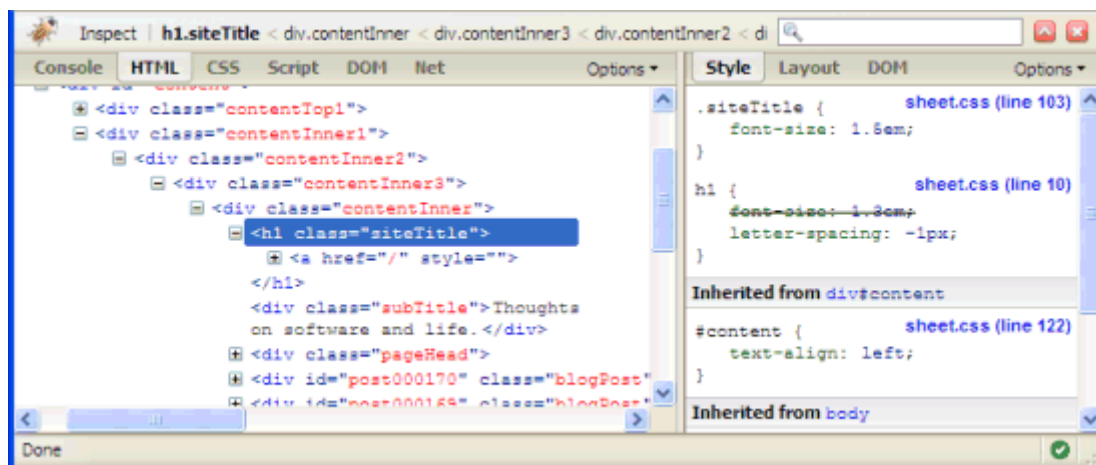 Inspect | h1.siteTitle < div.contentInner < div.contentInner3 < div.contentInner2 < di
Console HTML CSS Script DOM Net Options
<div class="contentTop1">
<div class="contentInner1">
<div class="contentInner2">
<div class="contentInner3">
<div class="contentInner">
<h1 class="siteTitle">
<a href="/" style="">
</h1>
<div class="subTitle">Thoughts
on software and life.</div>
<div class="pageHead">
<div id="post000170" class="blogPost"
<div id="post000169" class="blogPost"
Style Layout DOM Options
.siteTitle { sheet.css (line 103)
font-size: 1.5em;
}
h1 { sheet.css (line 10)
font-size: 1.3em;
letter-spacing: -1px;
}
Inherited from div#content
#content { sheet.css (line 122)
text-align: left;
}
Inherited from body
Done